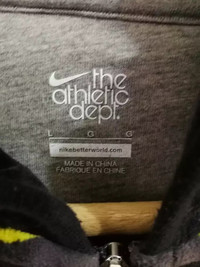 the
athletic
dept.
L G G
nikebetterworld.com
MADE IN CHINA
FABRIQUÉ EN CHINE